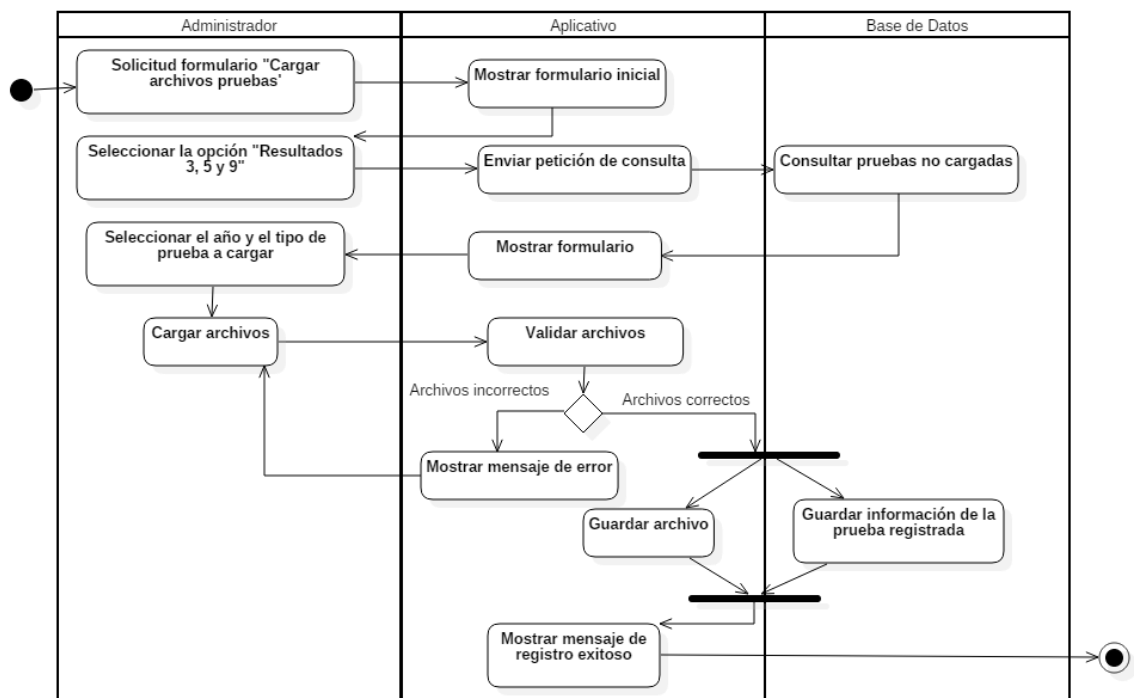 Administrador
Aplicativo
Base de Datos
Solicitud formulario "Cargar
archivos pruebas'
Mostrar formulario inicial
Seleccionar la opción "Resultados
3, 5 y 9"
Enviar petición de consulta
Consultar pruebas no cargadas
Seleccionar el año y el tipo de
prueba a cargar
Mostrar formulario
Cargar archivos
Validar archivos
Archivos incorrectos
Archivos correctos
Mostrar mensaje de error
Guardar archivo
Guardar información de la
prueba registrada
Mostrar mensaje de
registro exitoso